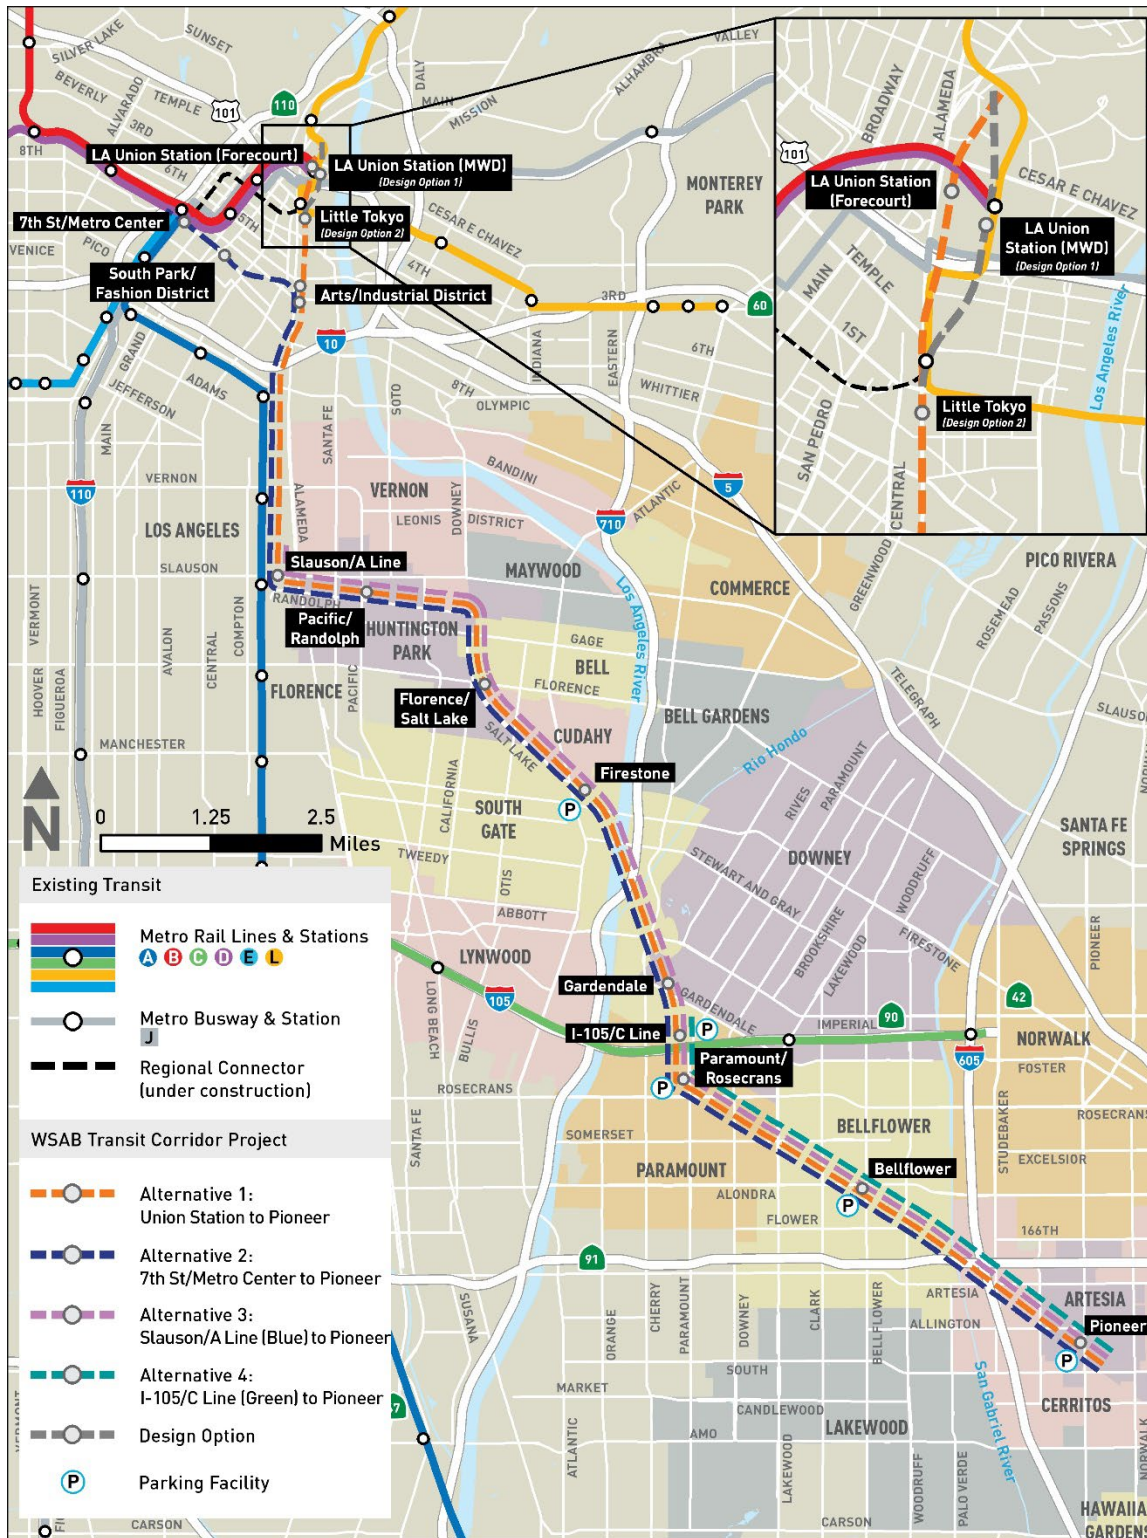 SILVER LAKE
SUNSET
BEVERLY
TEMPLE
3RD
ALVARADO
101
110
6TH
8TH
5TH
DALY
MAIN
MISSION
ALHAMBRA
VALLEY
LA Union Station (Forecourt)
LA Union Station (MWD)
(Design Option 1)
7th St/Metro Center
Little Tokyo
(Design Option 2)
VENICE
PICO
South Park/
Fashion District
Arts/Industrial District
CESAR E CHAVEZ
4TH
3RD
60
MONTEREY
PARK
BROADWAY
ALAMEDA
101
LA Union Station
(Forecourt)
CESAR E CHAVEZ
LA Union
Station (MWD)
(Design Option 1)
MAIN
TEMPLE
1ST
Los Angeles River
Little Tokyo
(Design Option 2)
SAN PEDRO
CENTRAL
10
INDIANA
EASTERN
6TH
WHITTIER
8TH
OLYMPIC
SOTO
SANTA FE
GRAND
ADAMS
JEFFERSON
MAIN
110
VERNON
LOS ANGELES
ALAMEDA
VERNON
LEONIS
DISTRICT
DOWNEY
BANDINI
ATLANTIC
5
710
SLAUSON
Slauson/A Line
MAYWOOD
COMMERCE
GREENWOOD
PICO RIVERA
ROSEMEAD
PASSONS
RANDOLPH
Pacific/
Randolph
HUNTINGTON
PARK
Los Angeles River
VERMONT
HOOVER
FIGUEROA
AVALON
CENTRAL
COMPTON
FLORENCE
PACIFIC
GAGE
BELL
FLORENCE
Florence/
Salt Lake
BELL GARDENS
TELEGRAPH
SLAUSON
MANCHESTER
SALT LAKE
CUDAHY
Rio Hondo
Firestone
P
CALIFORNIA
SOUTH
GATE
RIVES
PARAMOUNT
N
0 1.25 2.5
Miles
TWEEDY
OTIS
ABBOTT
STEWART AND GRAY
DOWNEY
WOODRUFF
SANTA FE
SPRINGS
BROOKSHIRE
LAKEWOOD
FIRESTONE
PIONEER
LYNWOOD
105
LONG BEACH
BULLIS
Gardendale
GARDENDALE
IMPERIAL
90
42
I-105/C Line
P
Paramount/
Rosecrans
P
605
NORWALK
FOSTER
ROSECRANS
ROSECRANS
SANTA FE
SOMERSET
BELLFLOWER
STUDEBAKER
EXCELSIOR
PARAMOUNT
Bellflower
P
ALONDRA
FLOWER
166TH
91
ARTESIA
ARTESIA
ALLINGTON
Pioneer
P
SUSANA
ORANGE
CHERRY
PARAMOUNT
DOWNEY
CLARK
BELLFLOWER
SOUTH
San Gabriel River
CERRITOS
MARKET
CANDLEWOOD
AMO
LAKEWOOD
ATLANTIC
LAKEWOOD
WOODRUFF
PALO VERDE
NORWALK
CARSON
CARSON
CARSON
HAWAIIA
GARDEN
VERMONT
47
Existing Transit
Metro Rail Lines & Stations
A B C D E L
Metro Busway & Station
J
Regional Connector
(under construction)
WSAB Transit Corridor Project
Alternative 1:
Union Station to Pioneer
Alternative 2:
7th St/Metro Center to Pioneer
Alternative 3:
Slauson/A Line (Blue) to Pioneer
Alternative 4:
I-105/C Line (Green) to Pioneer
Design Option
P Parking Facility